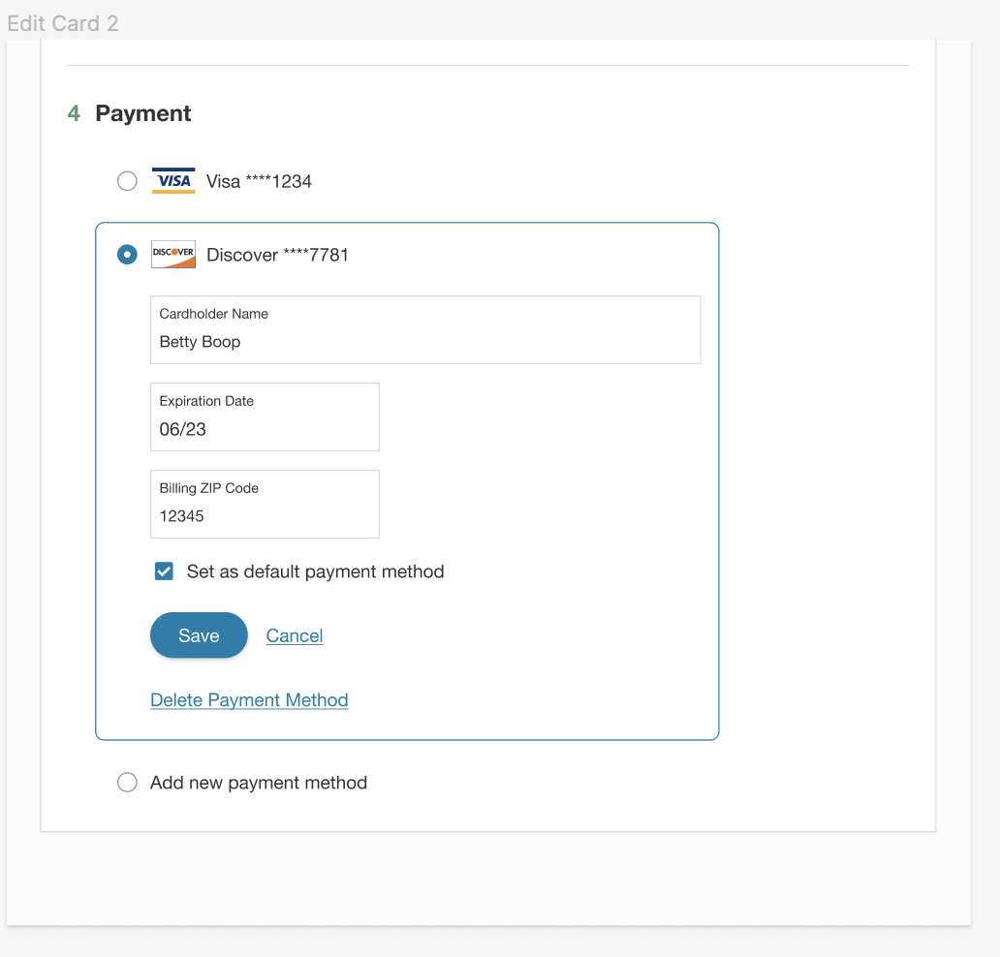 Edit Card 2
4 Payment
VISA Visa ****1234
DISCOVER Discover ****7781
Cardholder Name
Betty Boop
Expiration Date
06/23
Billing ZIP Code
12345
Set as default payment method
Save Cancel
Delete Payment Method
Add new payment method